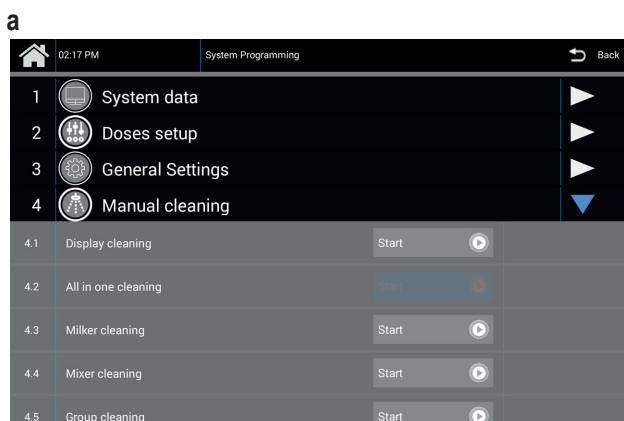 a
02:17 PM System Programming Back
1 System data
2 Doses setup
3 General Settings
4 Manual cleaning
4.1 Display cleaning Start
4.2 All in one cleaning Start
4.3 Milker cleaning Start
4.4 Mixer cleaning Start
4.5 Group cleaning Start